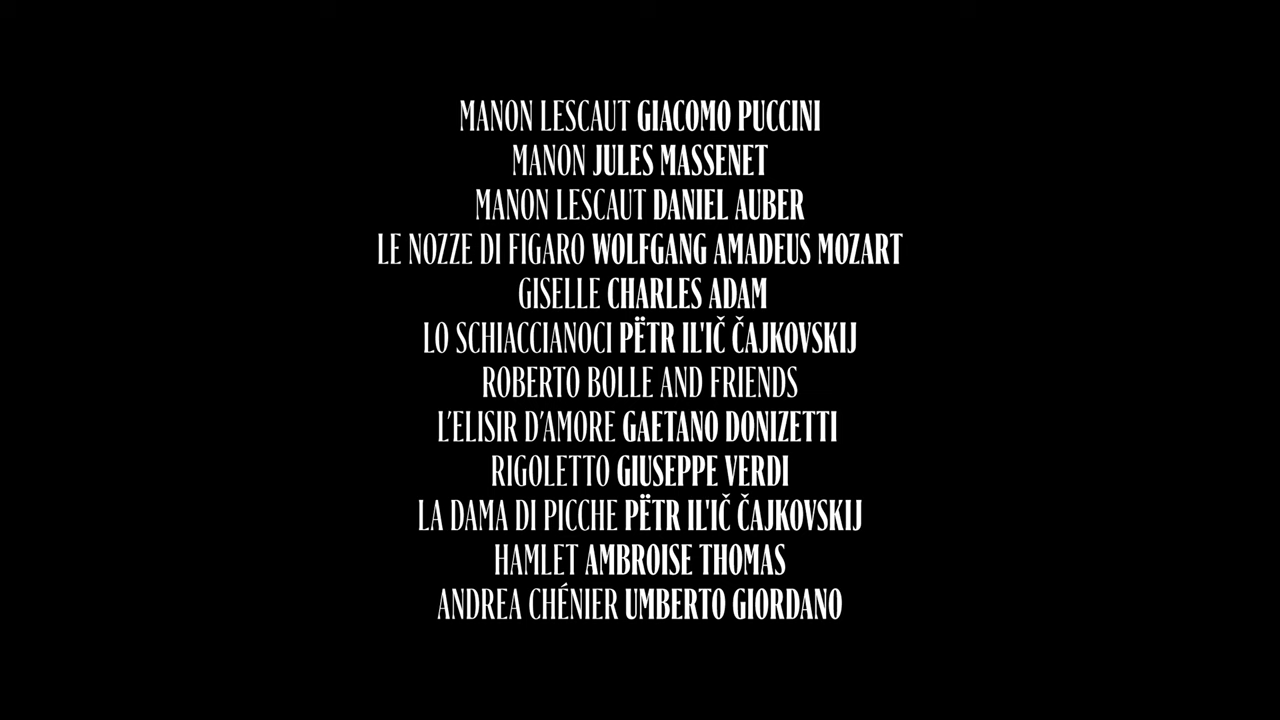 MANON LESCAUT GIACOMO PUCCINI
MANON JULES MASSENET
MANON LESCAUT DANIEL AUBER
LE NOZZE DI FIGARO WOLFGANG AMADEUS MOZART
GISELLE CHARLES ADAM
LO SCHIACCIANOCI PËTR IL'IČ ČAJKOVSKIJ
ROBERTO BOLLE AND FRIENDS
L'ELISIR D'AMORE GAETANO DONIZETTI
RIGOLETTO GIUSEPPE VERDI
LA DAMA DI PICCHE PËTR IL'IČ ČAJKOVSKIJ
HAMLET AMBROISE THOMAS
ANDREA CHÉNIER UMBERTO GIORDANO